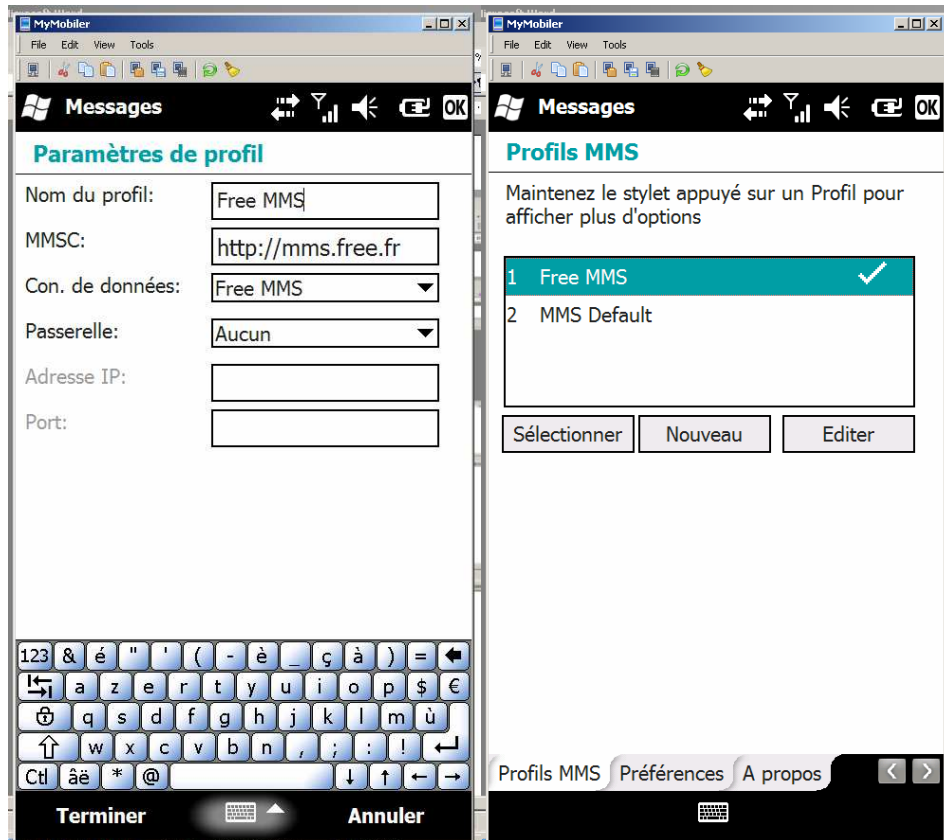 MyMobiler
File Edit View Tools
Messages
OK
Paramètres de profil
Nom du profil: Free MMS
MMSC: http://mms.free.fr
Con. de données: Free MMS
Passerelle: Aucun
Adresse IP:
Port:
123 & é " ' ( - è _ ç à ) =
a z e r t y u i o p $ €
q s d f g h j k l m ù
w x c v b n , ; : !
Ctl âë * @
Terminer Annuler
MyMobiler
File Edit View Tools
Messages
OK
Profils MMS
Maintenez le stylet appuyé sur un Profil pour
afficher plus d'options
1 Free MMS
2 MMS Default
Sélectionner Nouveau Editer
Profils MMS Préférences A propos